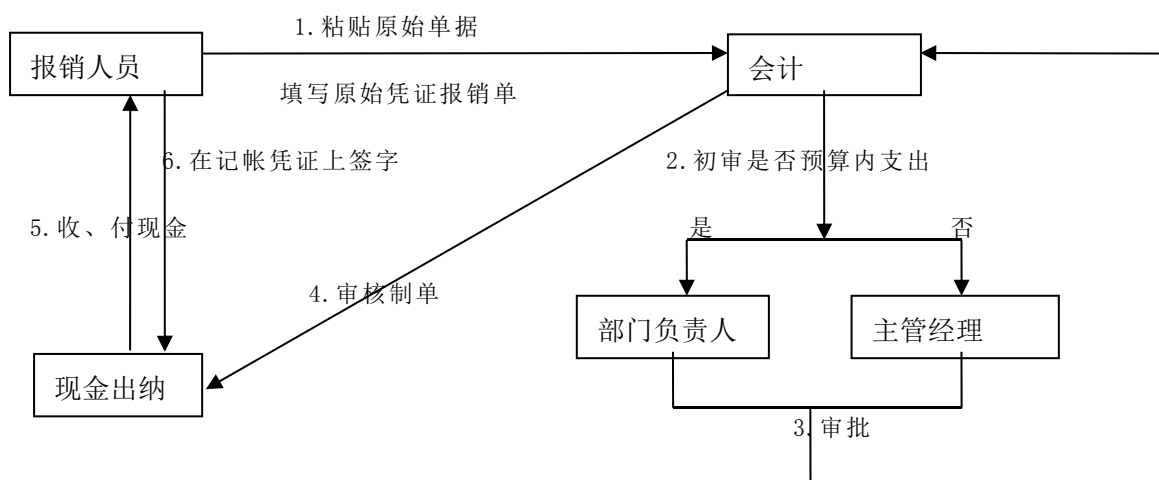 1.粘贴原始单据
报销人员
会计
填写原始凭证报销单
6.在记帐凭证上签字
2.初审是否预算内支出
5.收、付现金
是
否
4.审核制单
部门负责人
主管经理
现金出纳
3.审批